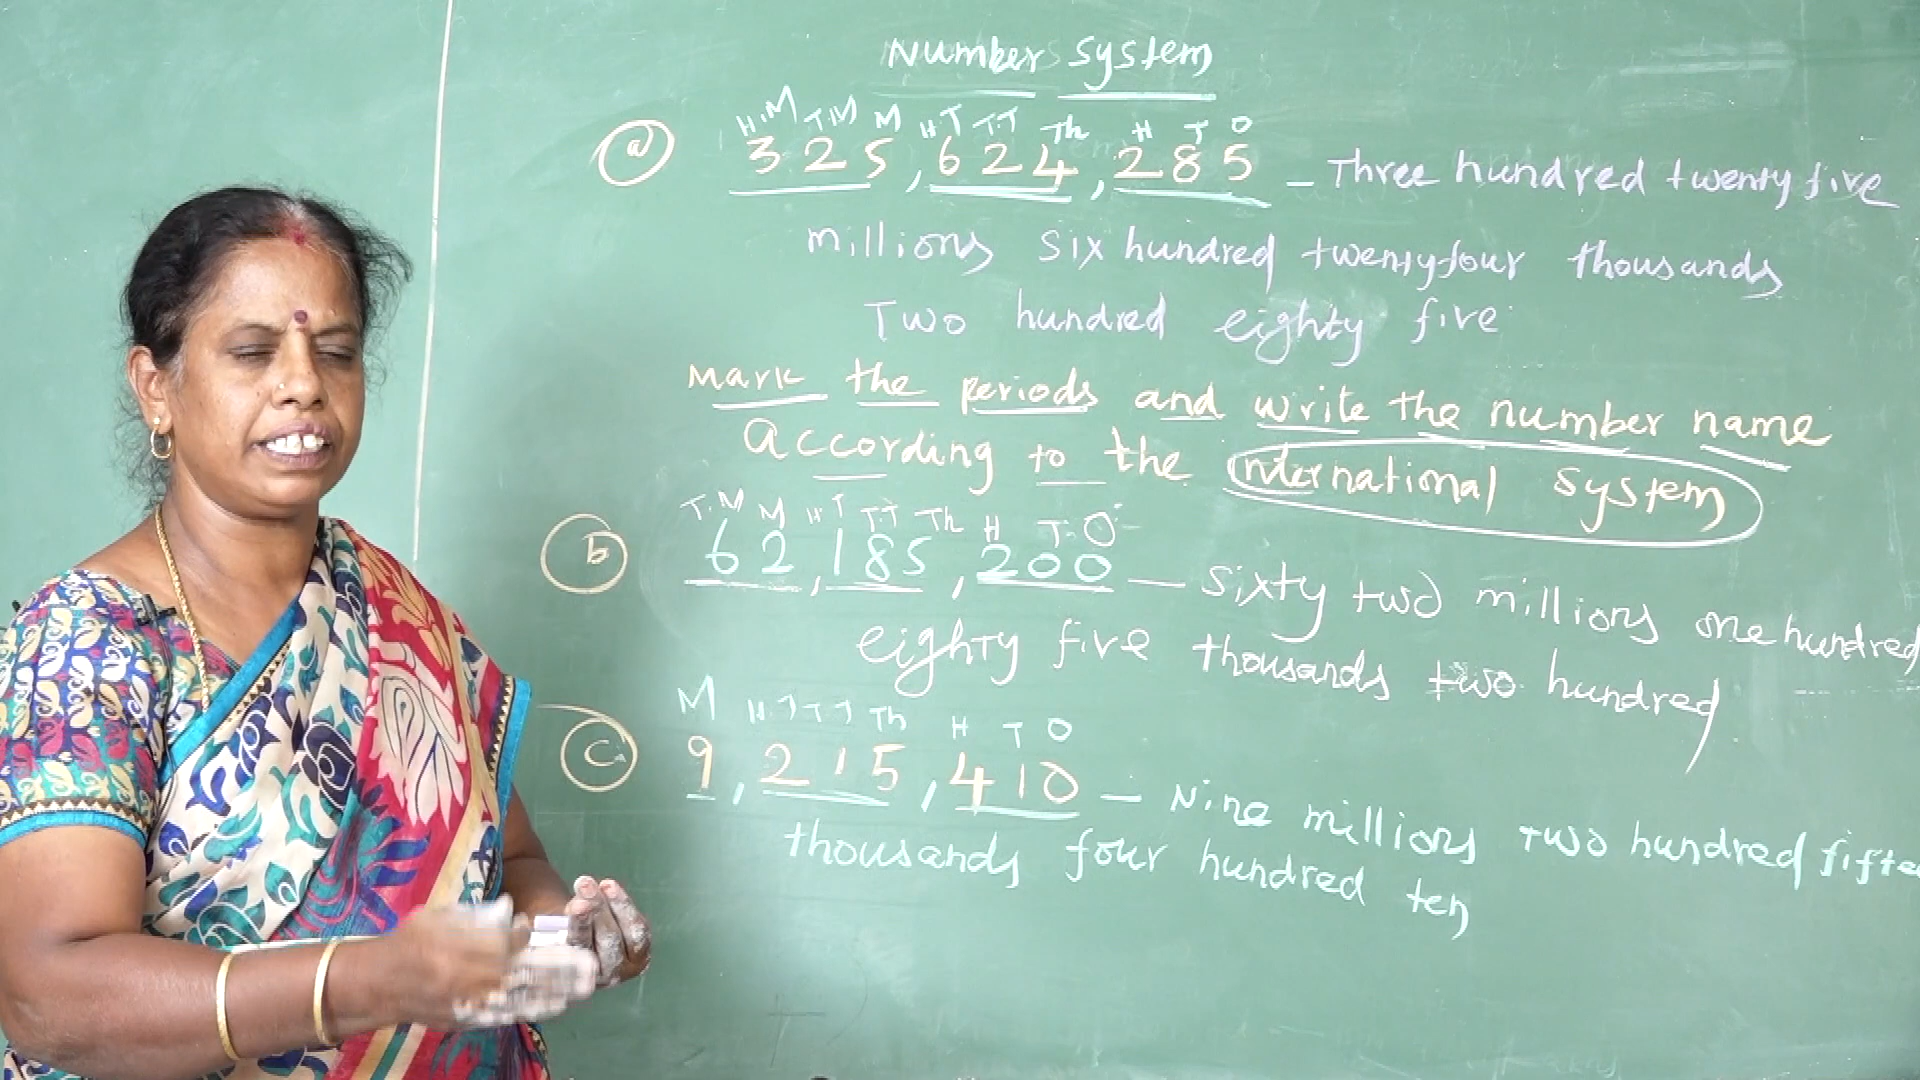 Number System
H.M T.M M H.T T.T Th H T O
(a) 325,624,285 - Three hundred twenty five
millions six hundred twentyfour thousands
Two hundred eighty five
Mark the periods and write the number name
according to the international system
T.M M H.T T.T Th H T.O
(b) 62,185,200 - Sixty two millions one hundred
eighty five thousands two hundred
M H.T T.T Th H T O
(c) 9,215,410 - Nine millions two hundred fiftee
thousands four hundred ten